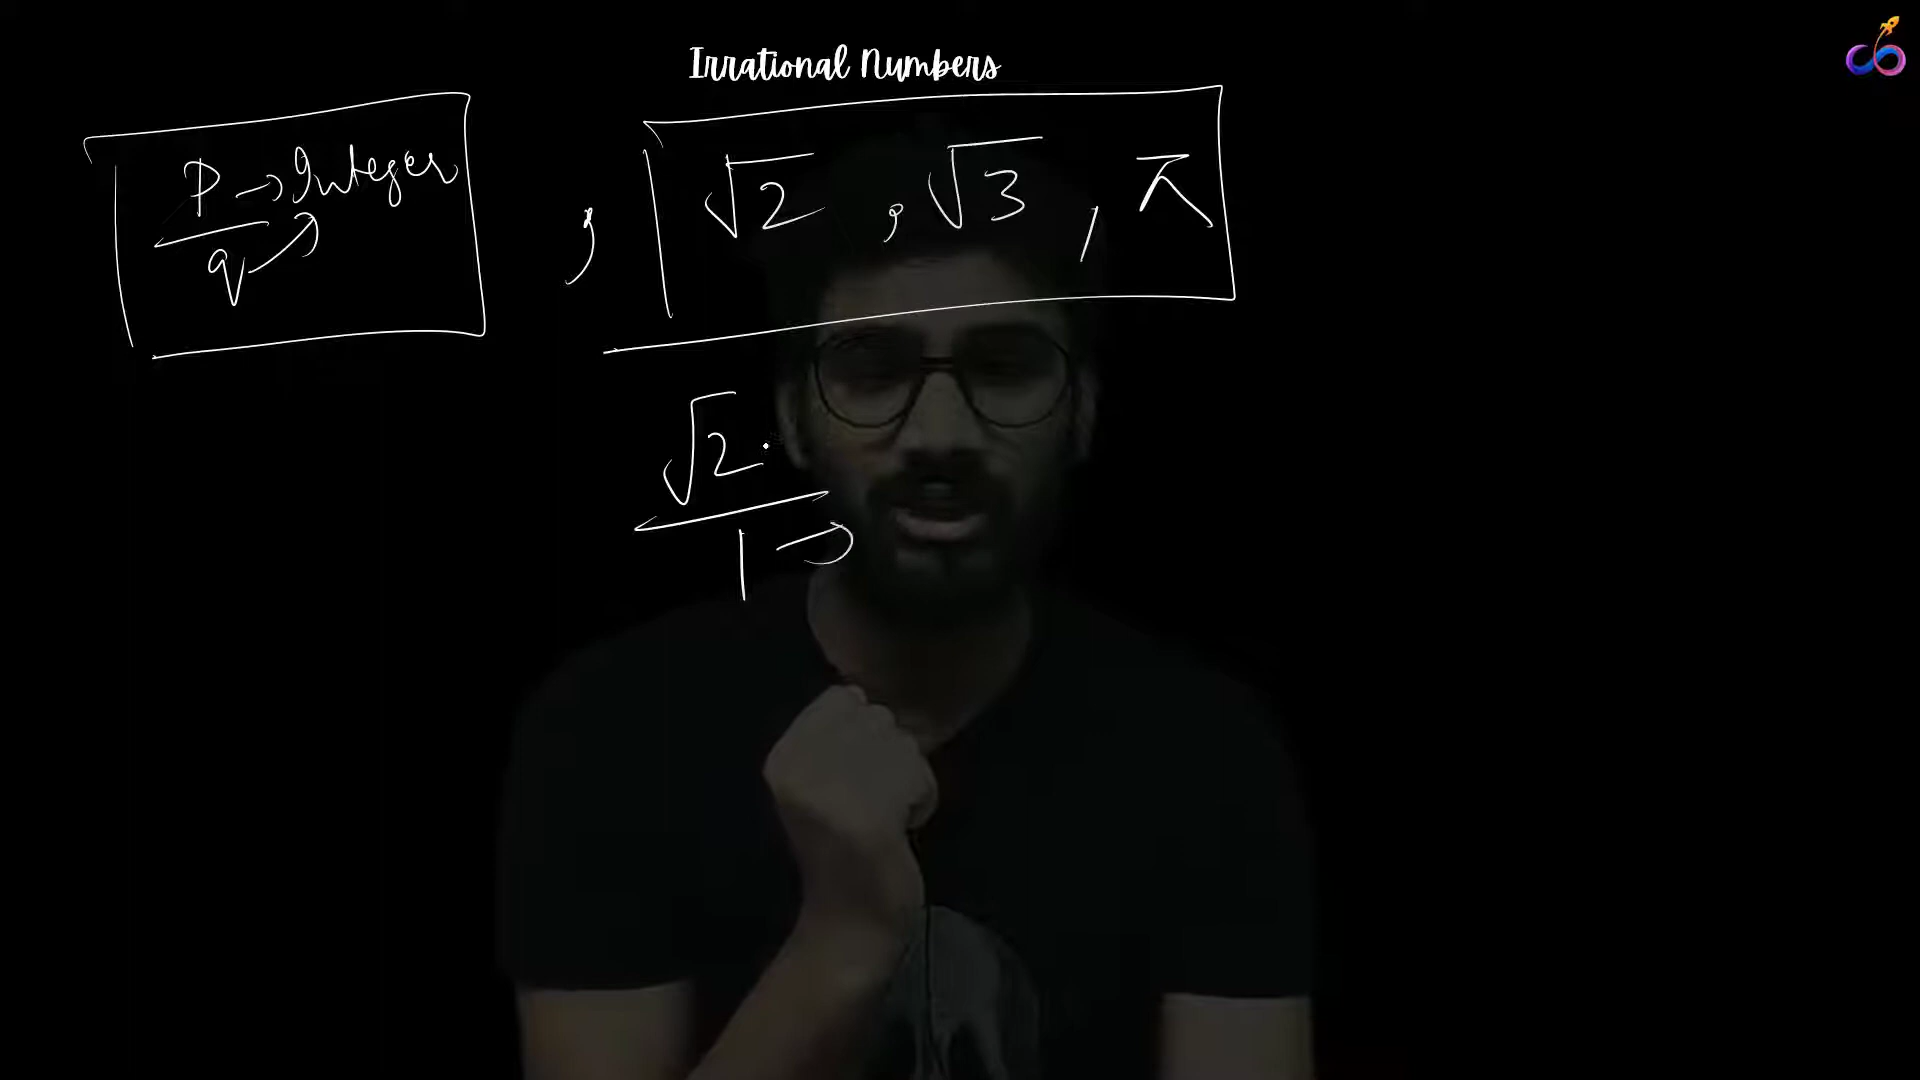 Irrational Numbers
P → Integer
q
, √2 , √3 , π
√2 .
1 →